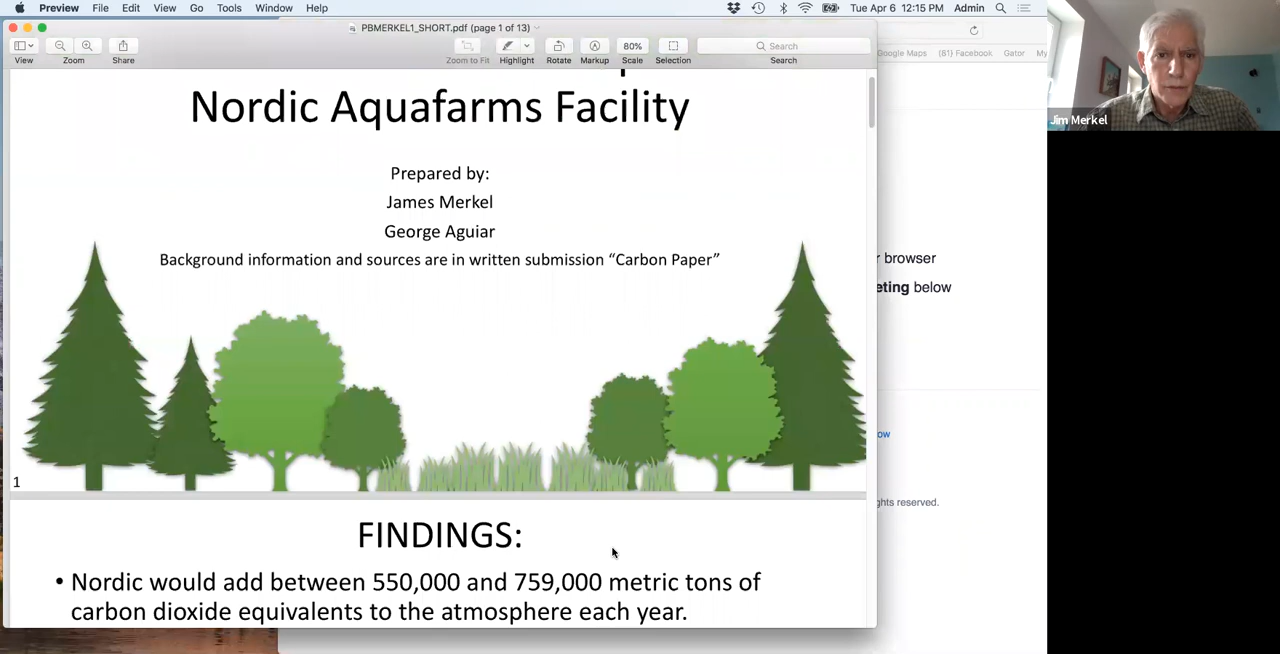 Preview File Edit View Go Tools Window Help
Tue Apr 6 12:15 PM Admin
PBMERKEL1_SHORT.pdf (page 1 of 13)
80% Search
View Zoom Share Zoom to Fit Highlight Rotate Markup Scale Selection Search
Google Maps (81) Facebook Gator My
Jim Merkel
Nordic Aquafarms Facility
Prepared by:
James Merkel
George Aguiar
Background information and sources are in written submission “Carbon Paper”
browser
eting below
ow
ghts reserved.
1
FINDINGS:
• Nordic would add between 550,000 and 759,000 metric tons of
carbon dioxide equivalents to the atmosphere each year.